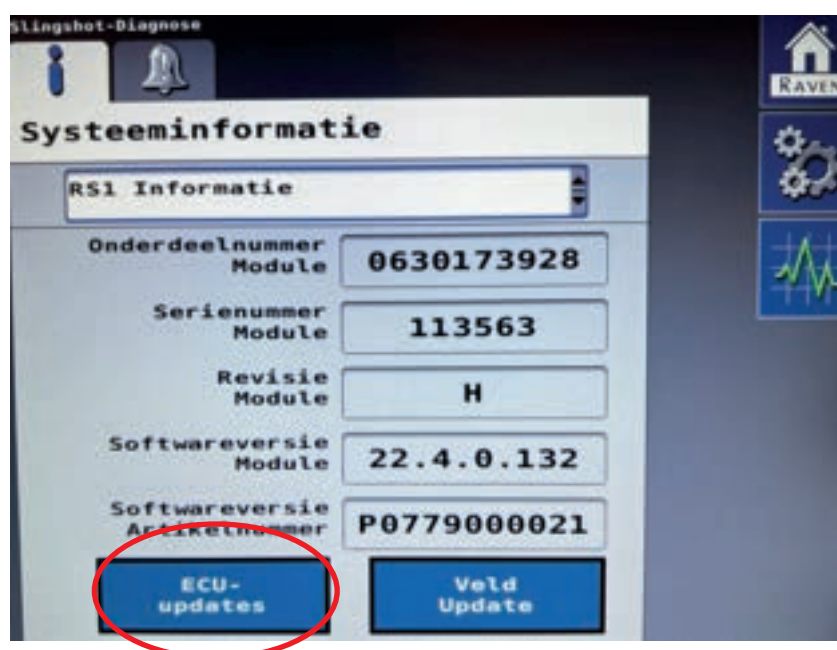 Slingshot-Diagnose
RAVEN
Systeeminformatie
RS1 Informatie
Onderdeelnummer
Module
0630173928
Serienummer
Module
113563
Revisie
Module
H
Softwareversie
Module
22.4.0.132
Softwareversie
Artikelnummer
P0779000021
ECU-
updates
Veld
Update